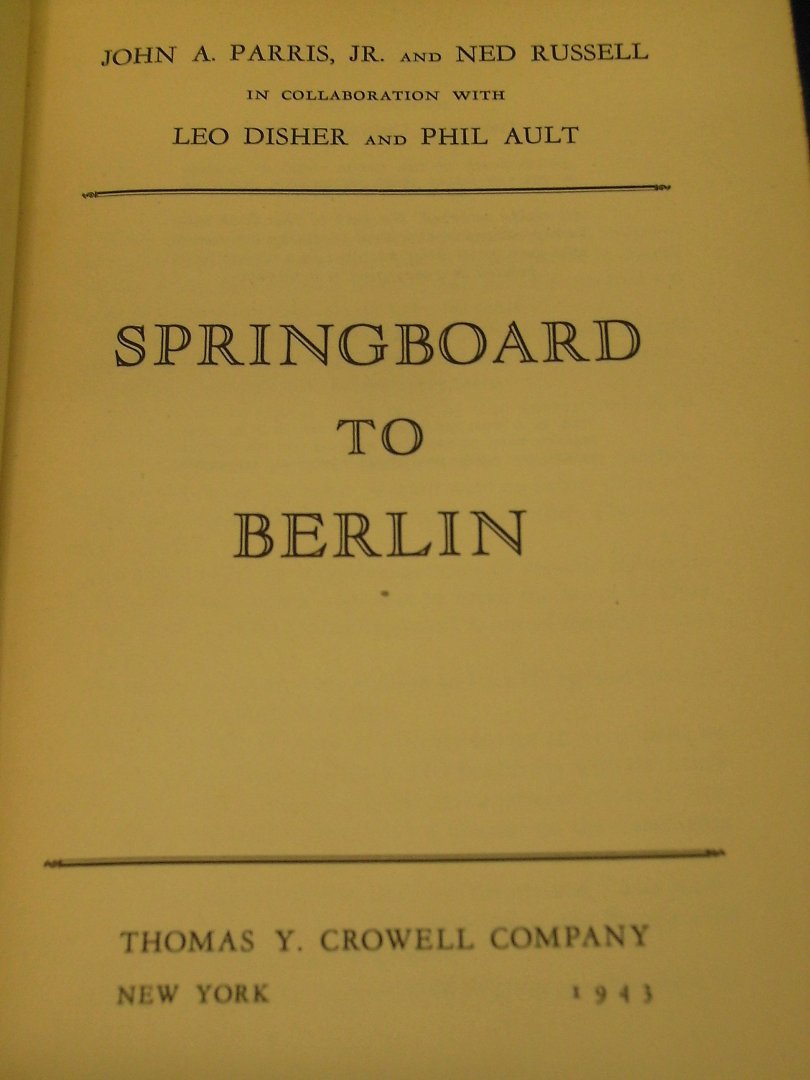 JOHN A. PARRIS, JR. AND NED RUSSELL
IN COLLABORATION WITH
LEO DISHER AND PHIL AULT
SPRINGBOARD
TO
BERLIN
THOMAS Y. CROWELL COMPANY
NEW YORK 1943